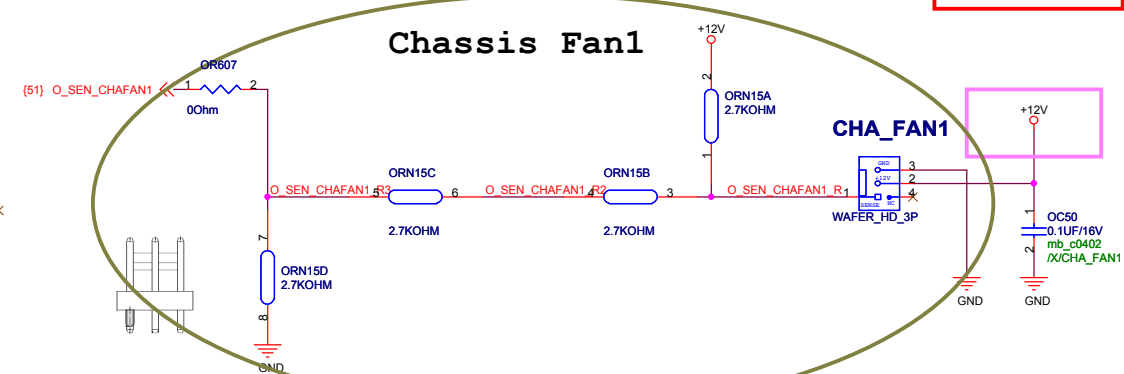 Chassis Fan1
+12V
OR607
{51} O_SEN_CHAFAN1
1
2
0Ohm
2
ORN15A
2.7KOHM
1
+12V
CHA_FAN1
ORN15C
ORN15B
O_SEN_CHAFAN1_R3
5
6
O_SEN_CHAFAN1_R2
4
3
O_SEN_CHAFAN1_R
1
GND
+12V
SENSE
NC
3
2
4
2.7KOHM
2.7KOHM
WAFER_HD_3P
1
OC50
0.1UF/16V
mb_c0402
/X/CHA_FAN1
2
7
ORN15D
2.7KOHM
8
GND
GND
GND